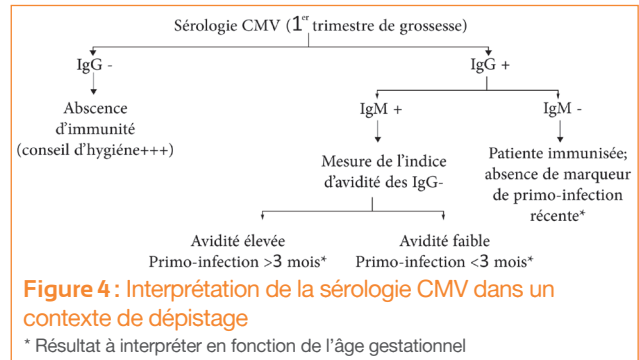 Sérologie CMV (1er trimestre de grossesse)
IgG -
IgG +
Abscence
d'immunité
(conseil d'hygiéne+++)
IgM +
IgM -
Mesure de l'indice
d'avidité des IgG-
Patiente immunisée;
absence de marqueur
de primo-infection
récente*
Avidité élevée
Primo-infection >3 mois*
Avidité faible
Primo-infection <3 mois*
Figure 4 : Interprétation de la sérologie CMV dans un
contexte de dépistage
* Résultat à interpréter en fonction de l'âge gestationnel